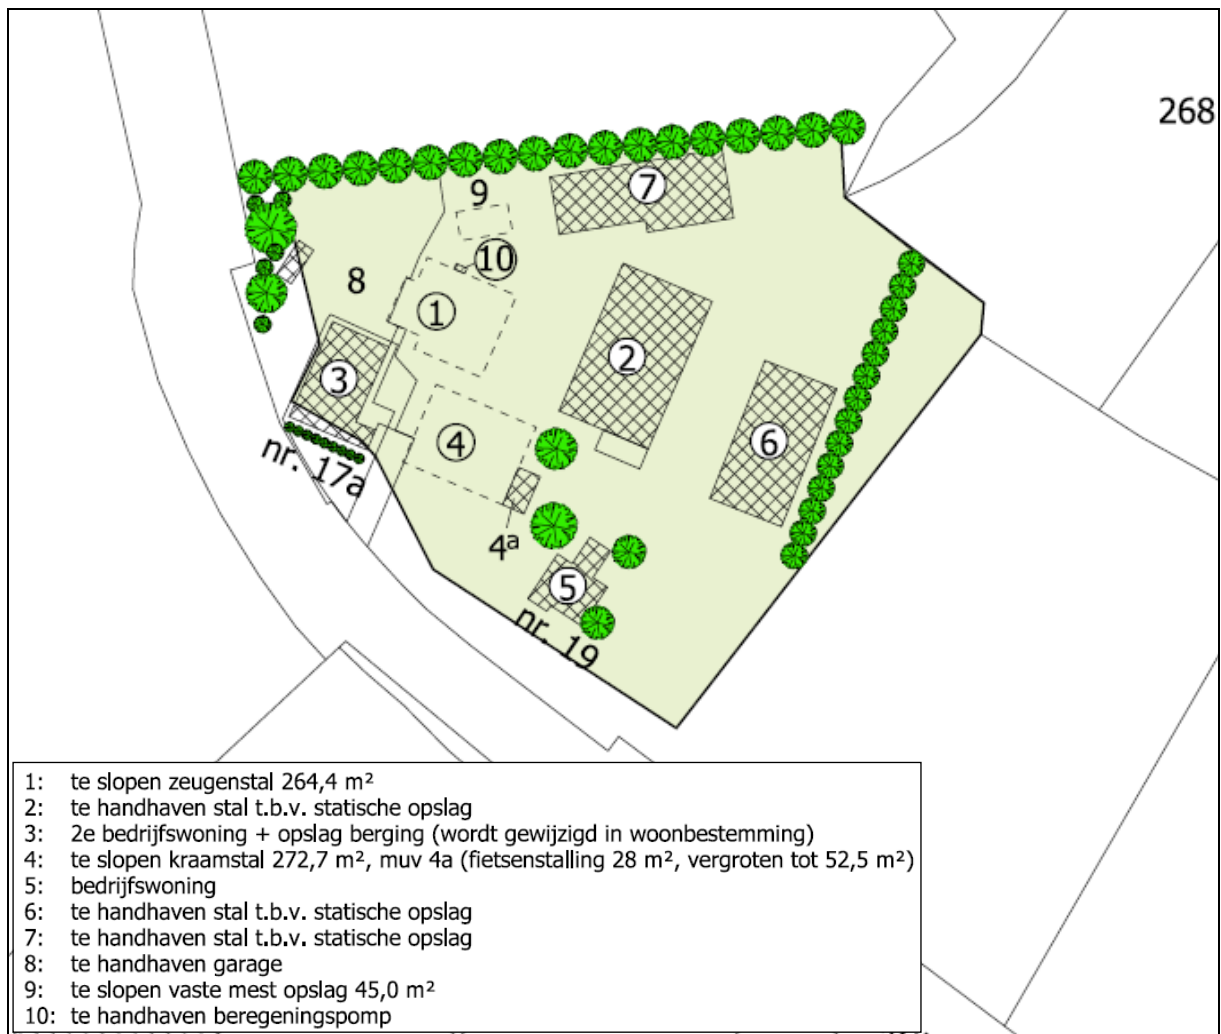 268
9
7
10
8
1
2
3
4
6
nr. 17a
4a
5
nr. 19
1: te slopen zeugenstal 264,4 m²
2: te handhaven stal t.b.v. statische opslag
3: 2e bedrijfswoning + opslag berging (wordt gewijzigd in woonbestemming)
4: te slopen kraamstal 272,7 m², muv 4a (fietsenstalling 28 m², vergroten tot 52,5 m²)
5: bedrijfswoning
6: te handhaven stal t.b.v. statische opslag
7: te handhaven stal t.b.v. statische opslag
8: te handhaven garage
9: te slopen vaste mest opslag 45,0 m²
10: te handhaven beregeningspomp